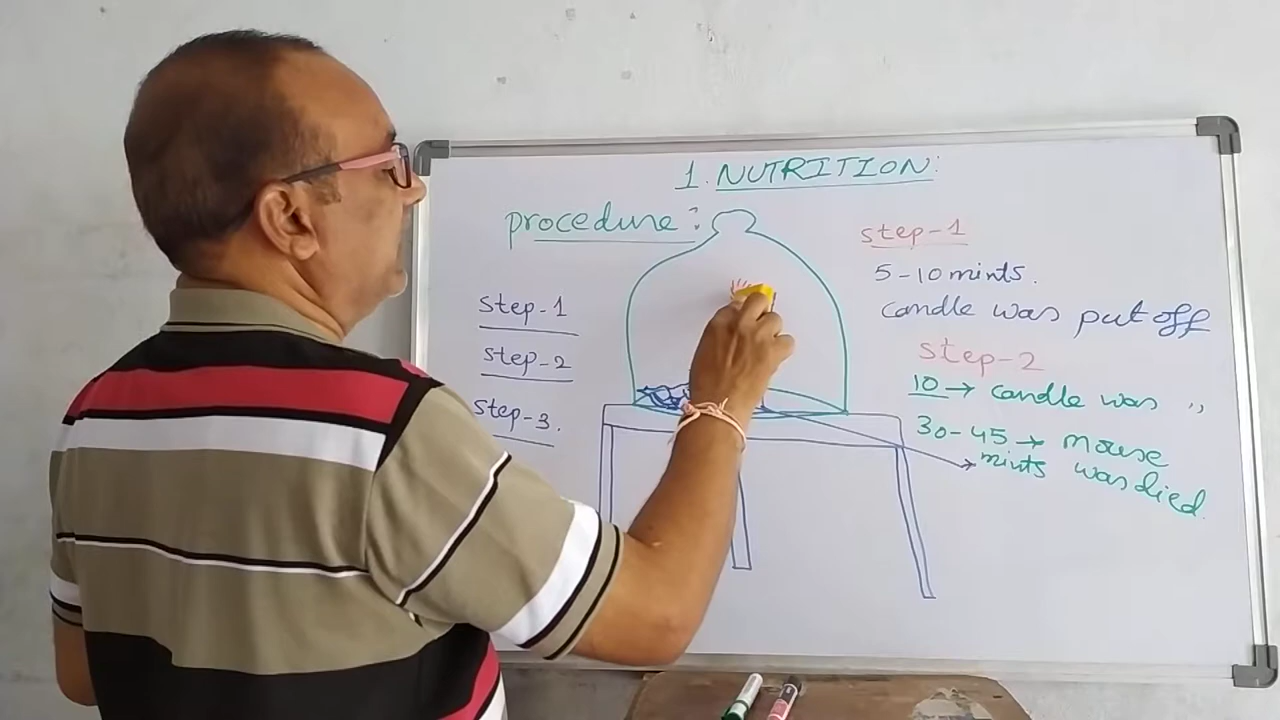 1. NUTRITION:
procedure:
step-1
step-2
step-3.
step-1
5-10 mints.
candle was put off
step-2
10 → candle was "
30-45 → mouse
mints was died.